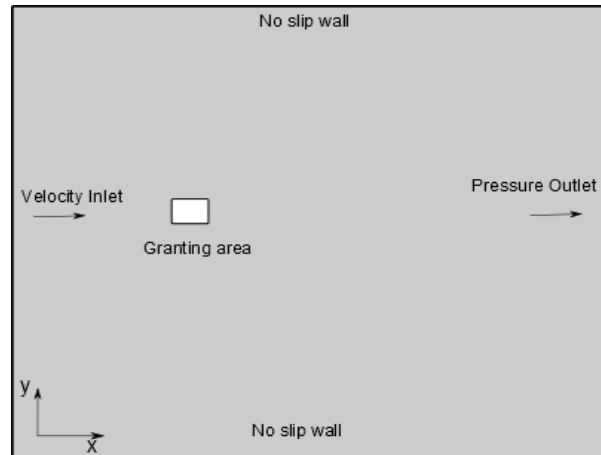 No slip wall
Velocity Inlet
Pressure Outlet
Granting area
y
x
No slip wall